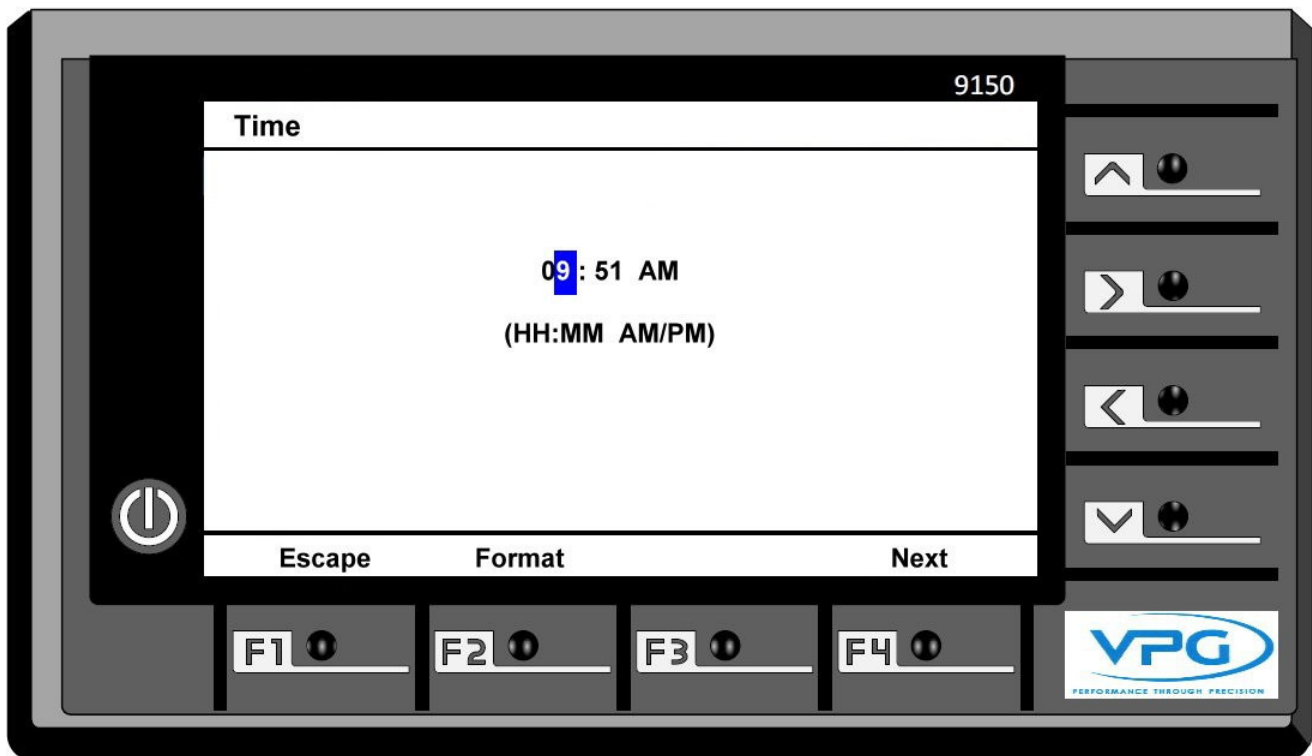 9150
Time
09 : 51 AM
(HH:MM AM/PM)
Escape Format Next
F1 F2 F3 F4
VPG
PERFORMANCE THROUGH PRECISION